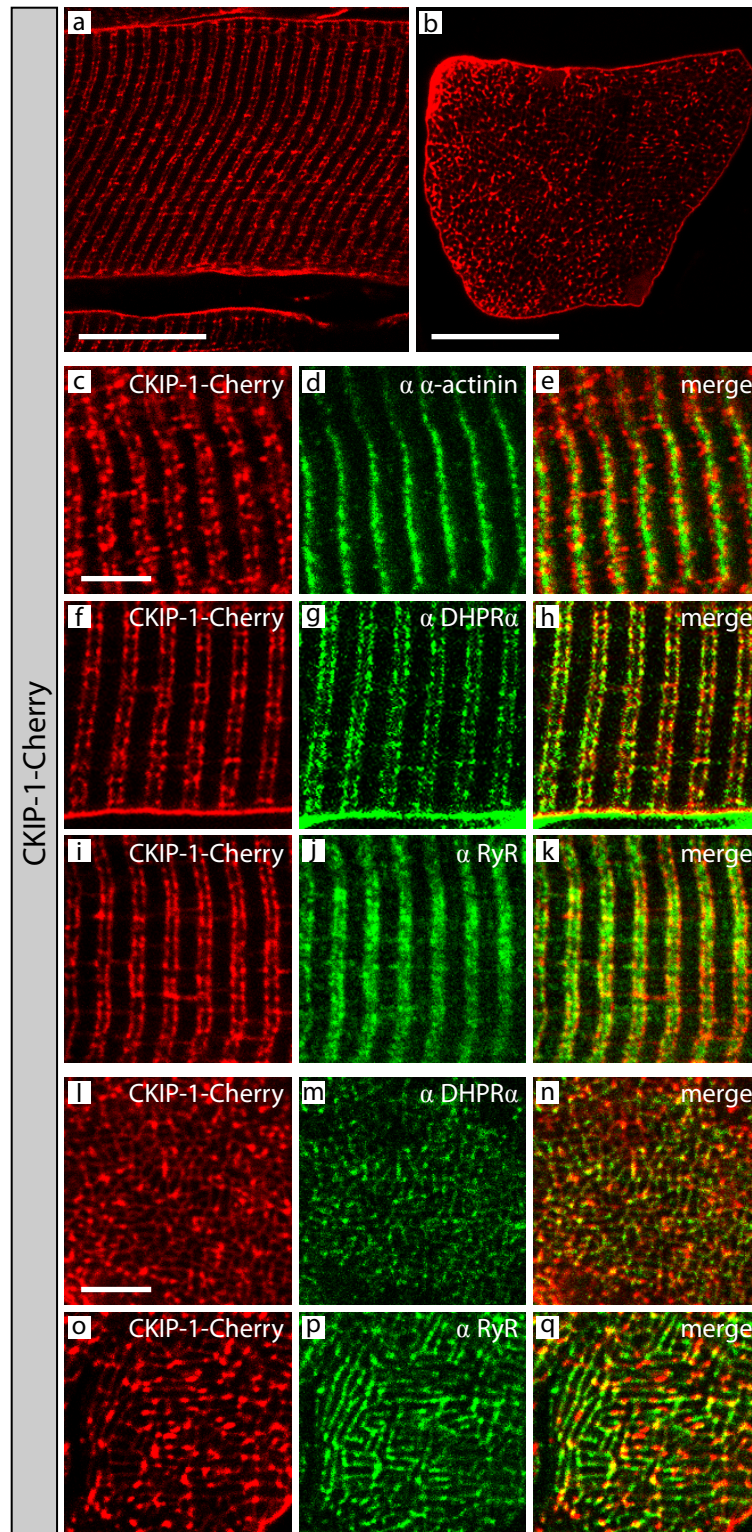 CKIP-1-Cherry
a
b
c CKIP-1-Cherry
d α α-actinin
e merge
f CKIP-1-Cherry
g α DHPRα
h merge
i CKIP-1-Cherry
j α RyR
k merge
l CKIP-1-Cherry
m α DHPRα
n merge
o CKIP-1-Cherry
p α RyR
q merge